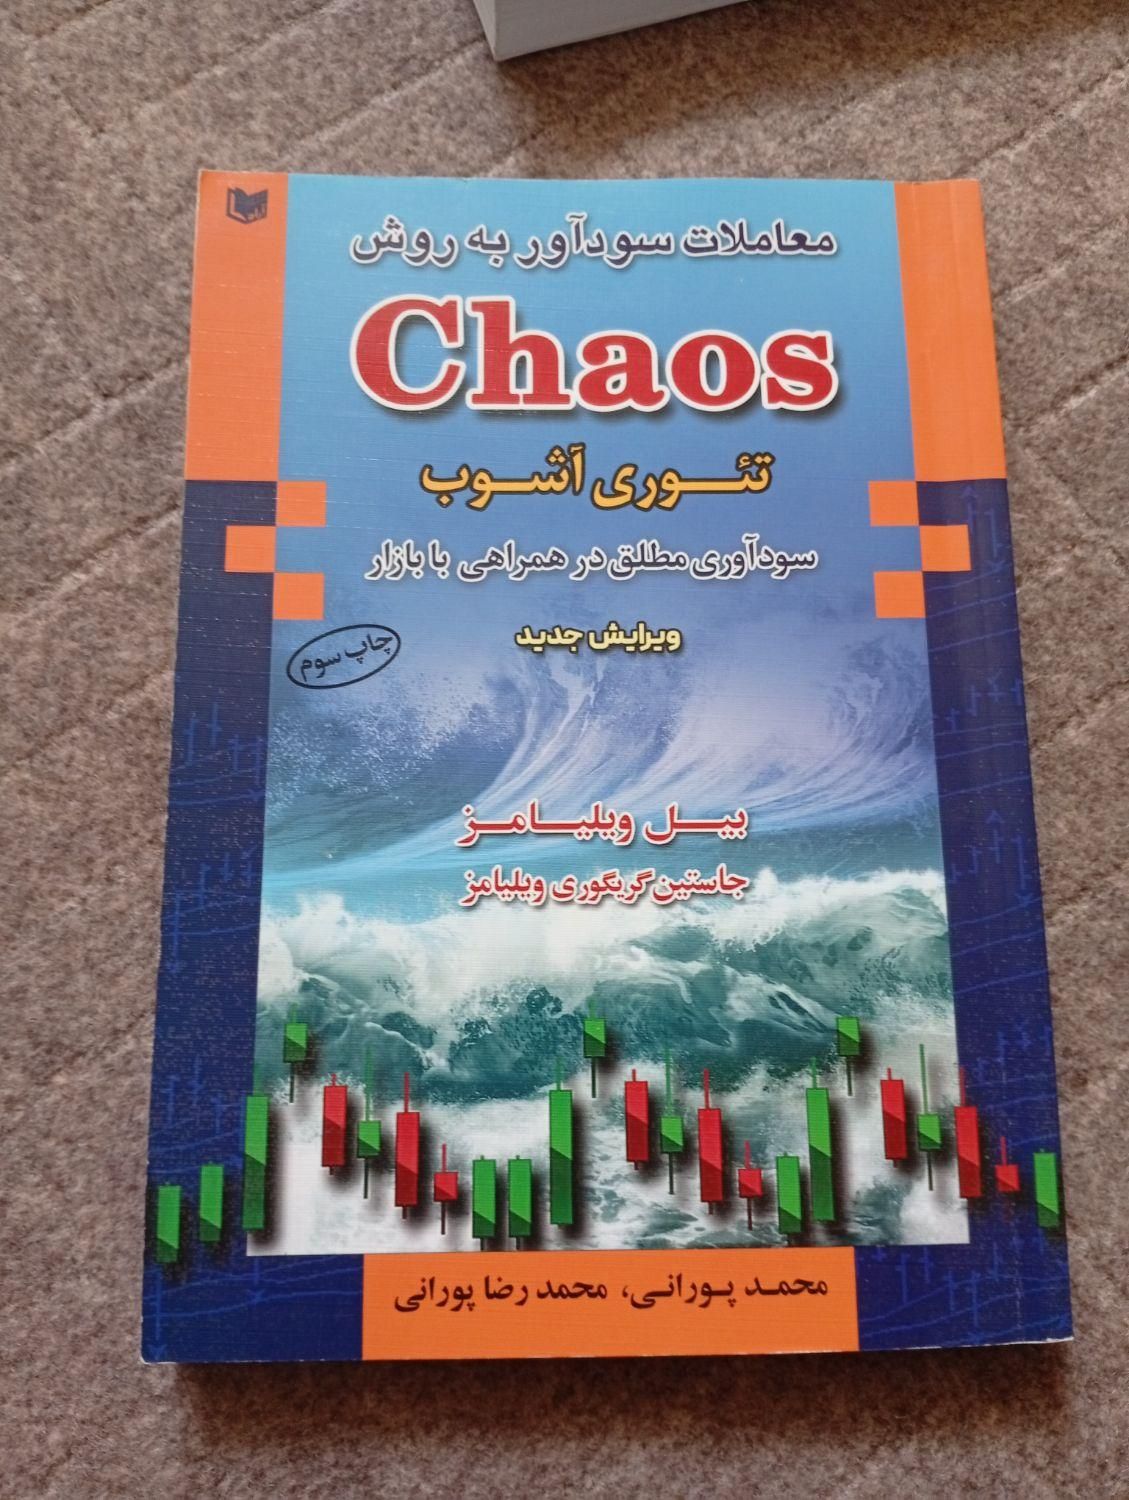 معاملات سودآور به روش
Chaos
تئوری آشوب
سودآوری مطلق در همراهی با بازار
ویرایش جدید
چاپ سوم
بیل ویلیامز
جاستین گریگوری ویلیامز
محمد پورانی، محمد رضا پورانی